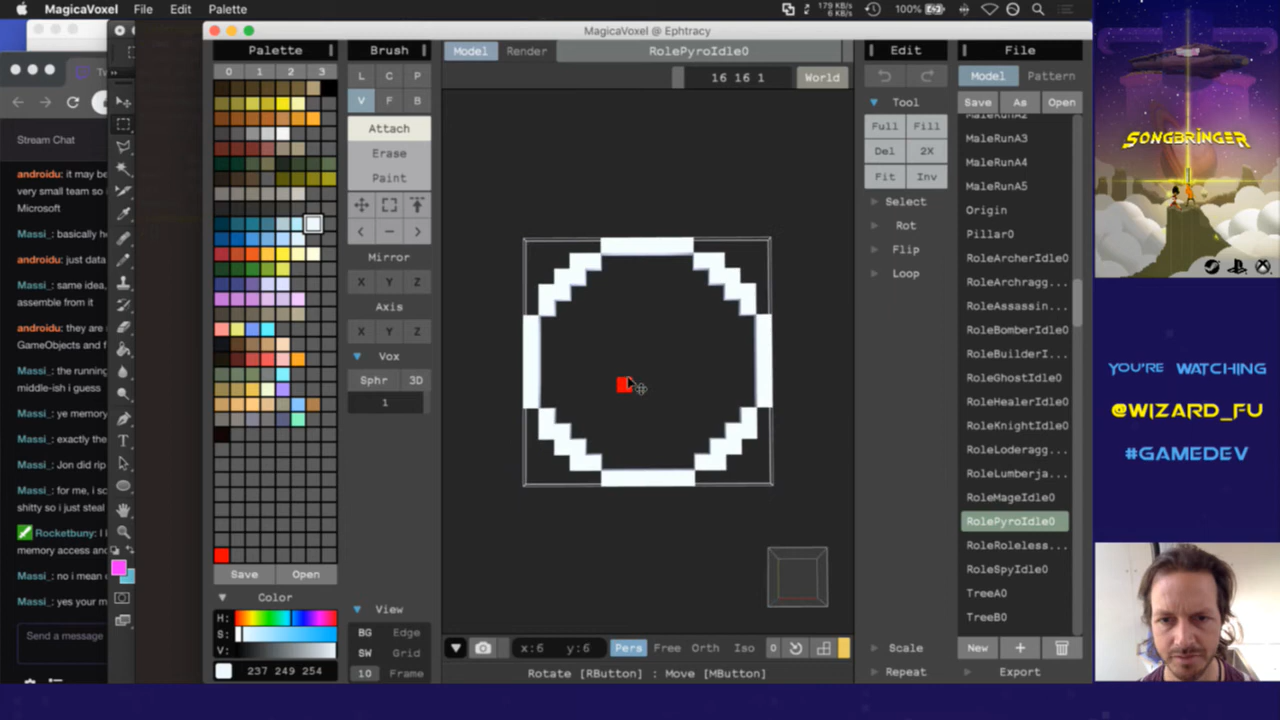 MagicaVoxel File Edit Palette
179 KB/s
6 KB/s
100%
MagicaVoxel @ Ephtracy
Palette
0 1 2 3
Save Open
Color
H:
S:
V:
237 249 254
Brush
L C P
V F B
Attach
Erase
Paint
Mirror
X Y Z
Axis
X Y Z
Vox
Sphr 3D
1
View
BG Edge
SW Grid
10 Frame
Model Render RolePyroIdle0
16 16 1 World
x:6 y:6 Pers Free Orth Iso 0
Rotate [RButton] : Move [MButton]
Edit
Tool
Full Fill
Del 2X
Fit Inv
Select
Rot
Flip
Loop
Scale
Repeat
File
Model Pattern
Save As Open
MaleRunA2
MaleRunA3
MaleRunA4
MaleRunA5
Origin
Pillar0
RoleArcherIdle0
RoleArchragg...
RoleAssassin...
RoleBomberIdle0
RoleBuilderI...
RoleGhostIdle0
RoleHealerIdle0
RoleKnightIdle0
RoleLoderagg...
RoleLumberja...
RoleMageIdle0
RolePyroIdle0
RoleRoleless...
RoleSpyIdle0
TreeA0
TreeB0
New +
Export
Tw
Stream Chat
androidu: it may be
very small team so i
Microsoft
Massi_: basically he
androidu: just data
Massi_: same idea,
assemble from it
androidu: they are
GameObjects and f
Massi_: the running
middle-ish i guess
Massi_: ye memory
Massi_: exactly the
Massi_: Jon did rip
Massi_: for me, i sc
shitty so i just steal
Rocketbuny: I l
memory access and
Massi_: no i mean
Massi_: yes your m
Send a message
SONGBRINGER
YOU'RE WATCHING
@WIZARD_FU
#GAMEDEV